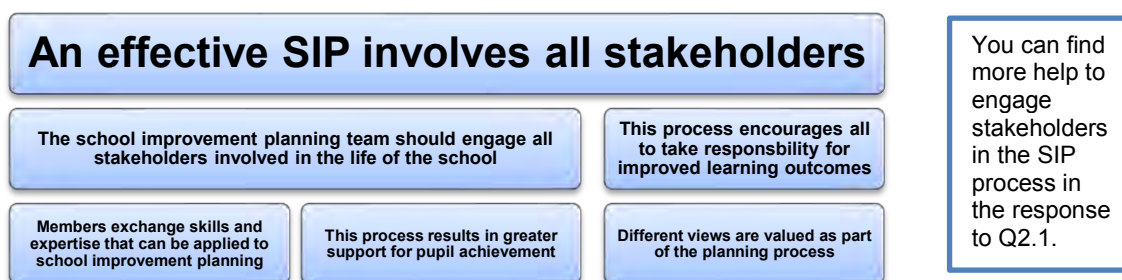 An effective SIP involves all stakeholders
The school improvement planning team should engage all
stakeholders involved in the life of the school
This process encourages all
to take responsbility for
improved learning outcomes
Members exchange skills and
expertise that can be applied to
school improvement planning
This process results in greater
support for pupil achievement
Different views are valued as part
of the planning process
You can find
more help to
engage
stakeholders
in the SIP
process in
the response
to Q2.1.